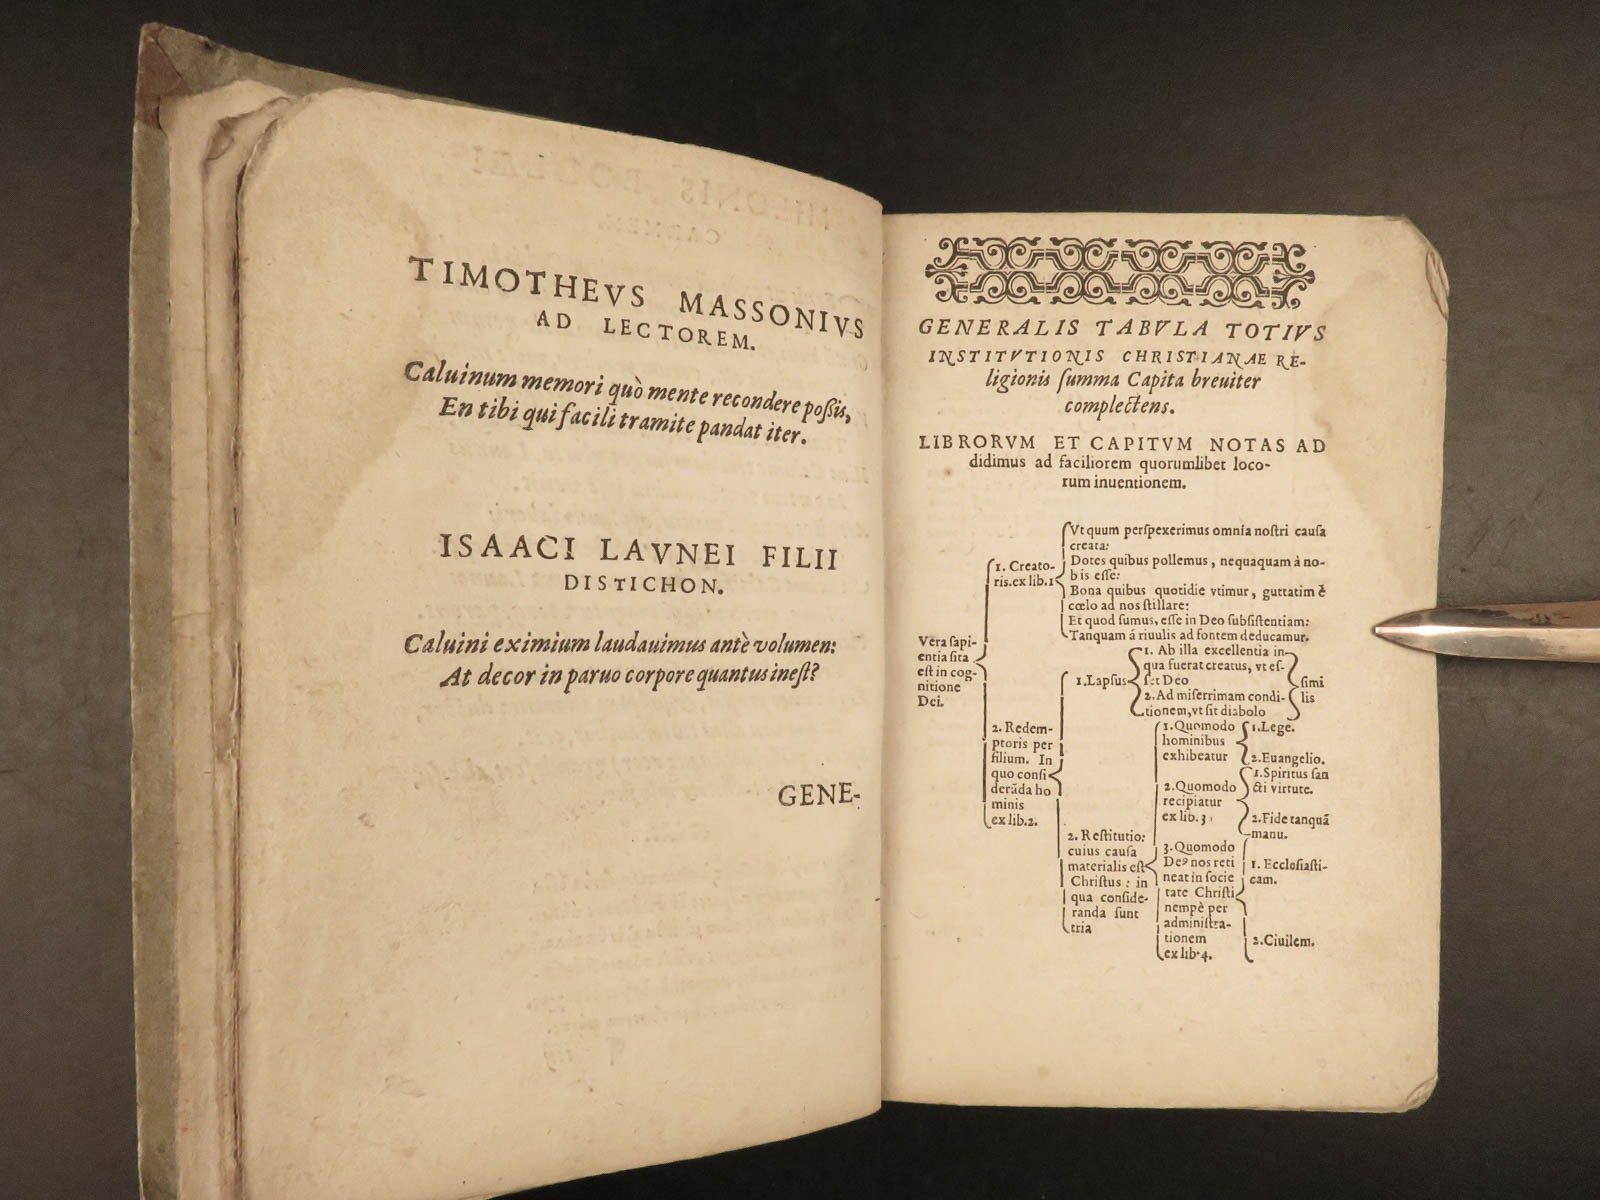 TIMOTHEVS MASSONIVS
AD LECTOREM.
Caluinum memori quò mente recondere poſsis,
En tibi qui facili tramite pandat iter.
ISAACI LAVNEI FILII
DISTICHON.
Caluini eximium laudauimus antè volumen:
At decor in paruo corpore quantus ineſt?
GENE-
GENERALIS TABVLA TOTIVS
INSTITVTIONIS CHRISTIANAE RE-
ligionis ſumma Capita breuiter
complectens.
LIBRORVM ET CAPITVM NOTAS AD
didimus ad faciliorem quorumlibet loco-
rum inuentionem.
Vera ſapi-
entia ſita
eſt in cog-
nitione
Dei.
1. Creato-
ris. ex lib. 1
Vt quum perſpexerimus omnia noſtri cauſa
creata:
Dotes quibus pollemus, nequaquam à no-
bis eſſe:
Bona quibus quotidie vtimur, guttatim è
cœlo ad nos ſtillare:
Et quod ſumus, eſſe in Deo ſubſiſtentiam:
Tanquam á riuulis ad fontem deducamur.
2. Redem-
ptoris per
filium. In
quo conſi
derãda ho
minis
ex lib. 2.
1. Lapſus
1. Ab illa excellentia in-
qua fuerat creatus, vt eſ-
ſet Deo
2. Ad miſerrimam condi-
tionem, vt ſit diabolo
ſimi
lis
2. Reſtitutio:
cuius cauſa
materialis eſt
Chriſtus: in
qua conſide-
randa ſunt
tria
1. Quomodo
hominibus
exhibeatur
1. Lege.
2. Euangelio.
2. Quomodo
recipiatur
ex lib. 3.
1. Spiritus ſan
cti virtute.
2. Fide tanquã
manu.
3. Quomodo
Deꝰ nos reti
neat in ſocie
tate Chriſti
nempè per
adminiſtra-
tionem
ex lib. 4.
1. Eccleſiaſti-
cam.
2. Ciuilem.